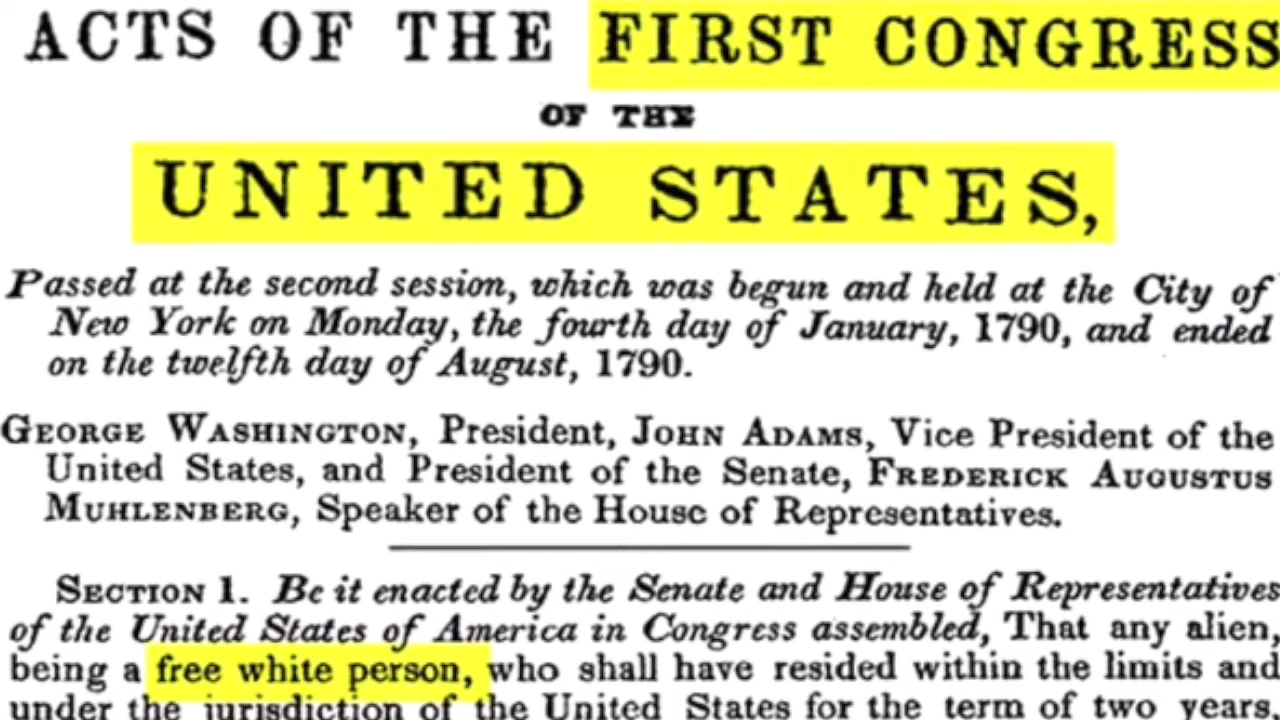 ACTS OF THE FIRST CONGRESS
OF THE
UNITED STATES,
Passed at the second session, which was begun and held at the City of
New York on Monday, the fourth day of January, 1790, and ended
on the twelfth day of August, 1790.
GEORGE WASHINGTON, President, JOHN ADAMS, Vice President of the
United States, and President of the Senate, FREDERICK AUGUSTUS
MUHLENBERG, Speaker of the House of Representatives.
SECTION 1. Be it enacted by the Senate and House of Representatives
of the United States of America in Congress assembled, That any alien,
being a free white person, who shall have resided within the limits and
under the jurisdiction of the United States for the term of two years,